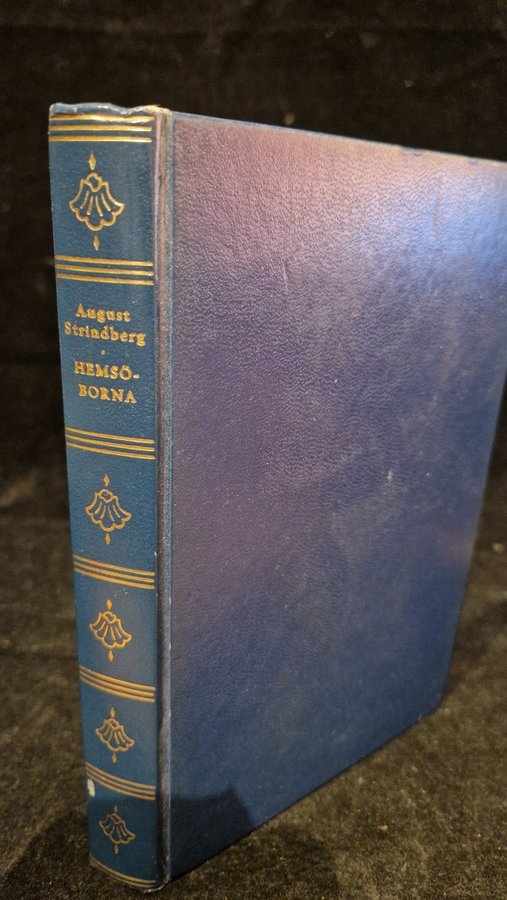 August
Strindberg
HEMSÖ-
BORNA